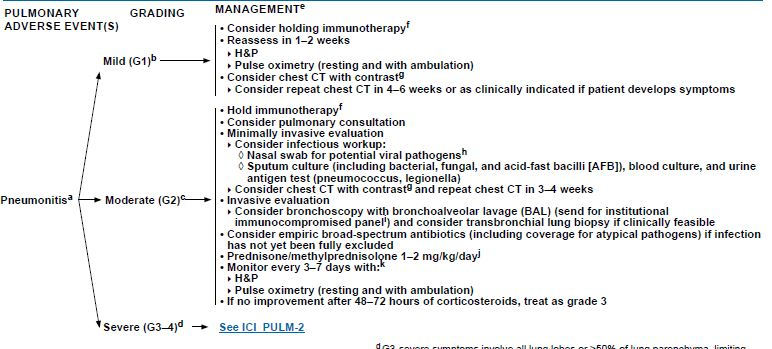 PULMONARY GRADING MANAGEMENTe
ADVERSE EVENT(S)
• Consider holding immunotherapyf
• Reassess in 1–2 weeks
‣ H&P
Mild (G1)b
‣ Pulse oximetry (resting and with ambulation)
• Consider chest CT with contrastg
‣ Consider repeat chest CT in 4–6 weeks or as clinically indicated if patient develops symptoms
• Hold immunotherapyf
• Consider pulmonary consultation
• Minimally invasive evaluation
‣ Consider infectious workup:
◊ Nasal swab for potential viral pathogensh
◊ Sputum culture (including bacterial, fungal, and acid-fast bacilli [AFB]), blood culture, and urine
antigen test (pneumococcus, legionella)
‣ Consider chest CT with contrastg and repeat chest CT in 3–4 weeks
Pneumonitisa Moderate (G2)c
• Invasive evaluation
‣ Consider bronchoscopy with bronchoalveolar lavage (BAL) (send for institutional
immunocompromised paneli) and consider transbronchial lung biopsy if clinically feasible
• Consider empiric broad-spectrum antibiotics (including coverage for atypical pathogens) if infection
has not yet been fully excluded
• Prednisone/methylprednisolone 1–2 mg/kg/dayj
• Monitor every 3–7 days with:k
‣ H&P
‣ Pulse oximetry (resting and with ambulation)
• If no improvement after 48–72 hours of corticosteroids, treat as grade 3
Severe (G3–4)d See ICI_PULM-2